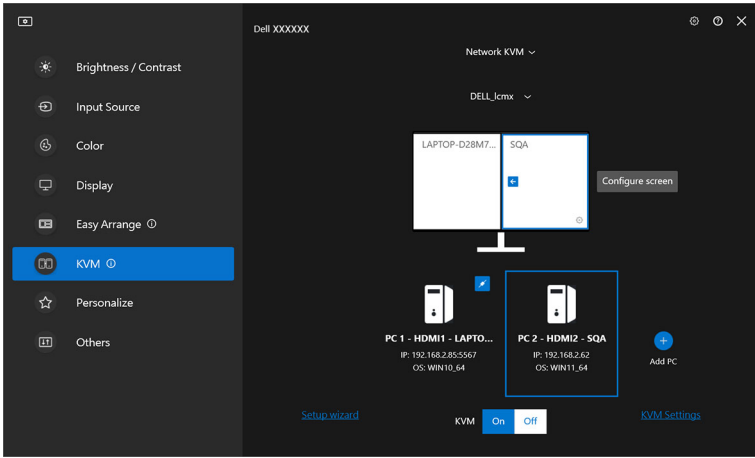 Dell XXXXXX
Brightness / Contrast
Input Source
Color
Display
Easy Arrange
KVM
Personalize
Others
Network KVM
DELL_lcmx
LAPTOP-D28M7...
SQA
Configure screen
PC 1 - HDMI1 - LAPTO...
IP: 192.168.2.85:5567
OS: WIN10_64
PC 2 - HDMI2 - SQA
IP: 192.168.2.62
OS: WIN11_64
Add PC
Setup wizard
KVM On Off
KVM Settings